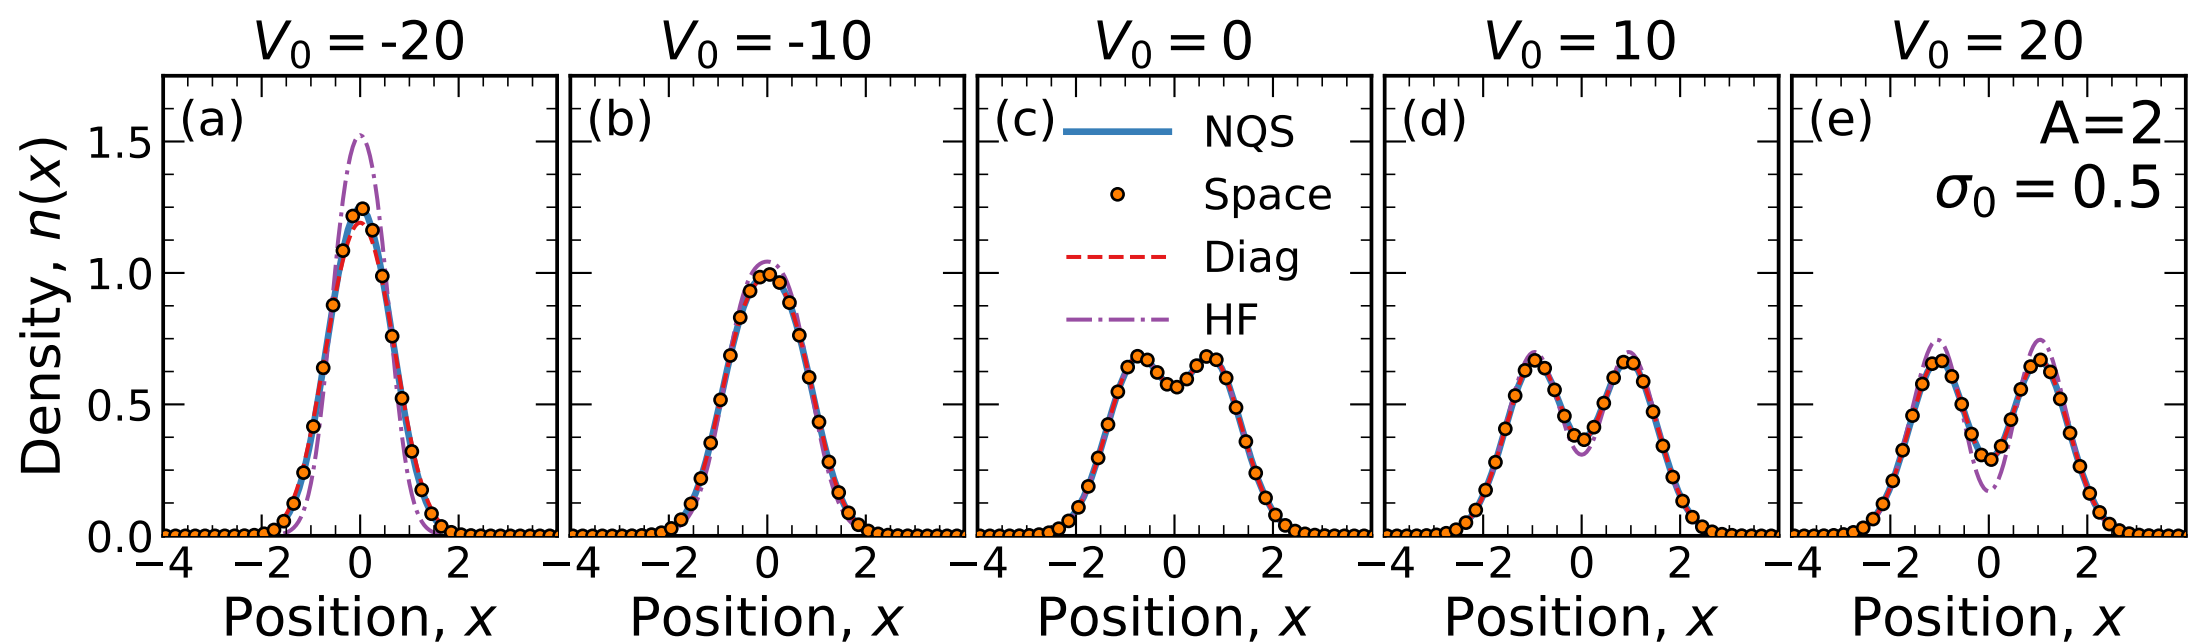 V0 = -20
V0 = -10
V0 = 0
V0 = 10
V0 = 20
(a)
(b)
(c)
(d)
(e)
A=2
σ0 = 0.5
NQS
Space
Diag
HF
Density, n(x)
1.5
1.0
0.5
0.0
−4 −2 0 2
−4 −2 0 2
−4 −2 0 2
−4 −2 0 2
−4 −2 0 2
Position, x
Position, x
Position, x
Position, x
Position, x